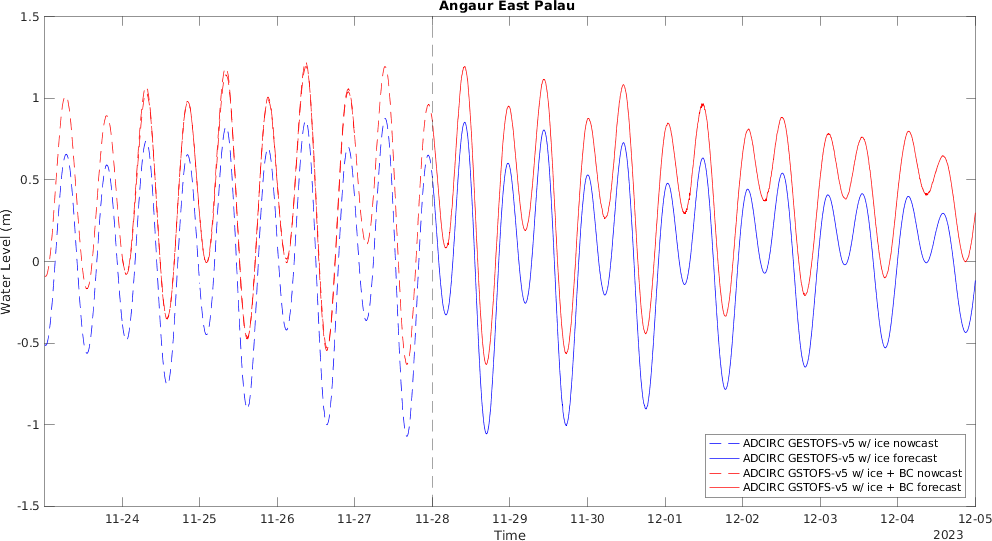 Angaur East Palau
1.5
1
0.5
0
-0.5
-1
-1.5
Water Level (m)
ADCIRC GESTOFS-v5 w/ ice nowcast
ADCIRC GESTOFS-v5 w/ ice forecast
ADCIRC GSTOFS-v5 w/ ice + BC nowcast
ADCIRC GSTOFS-v5 w/ ice + BC forecast
11-24 11-25 11-26 11-27 11-28 11-29 11-30 12-01 12-02 12-03 12-04 12-05
Time
2023